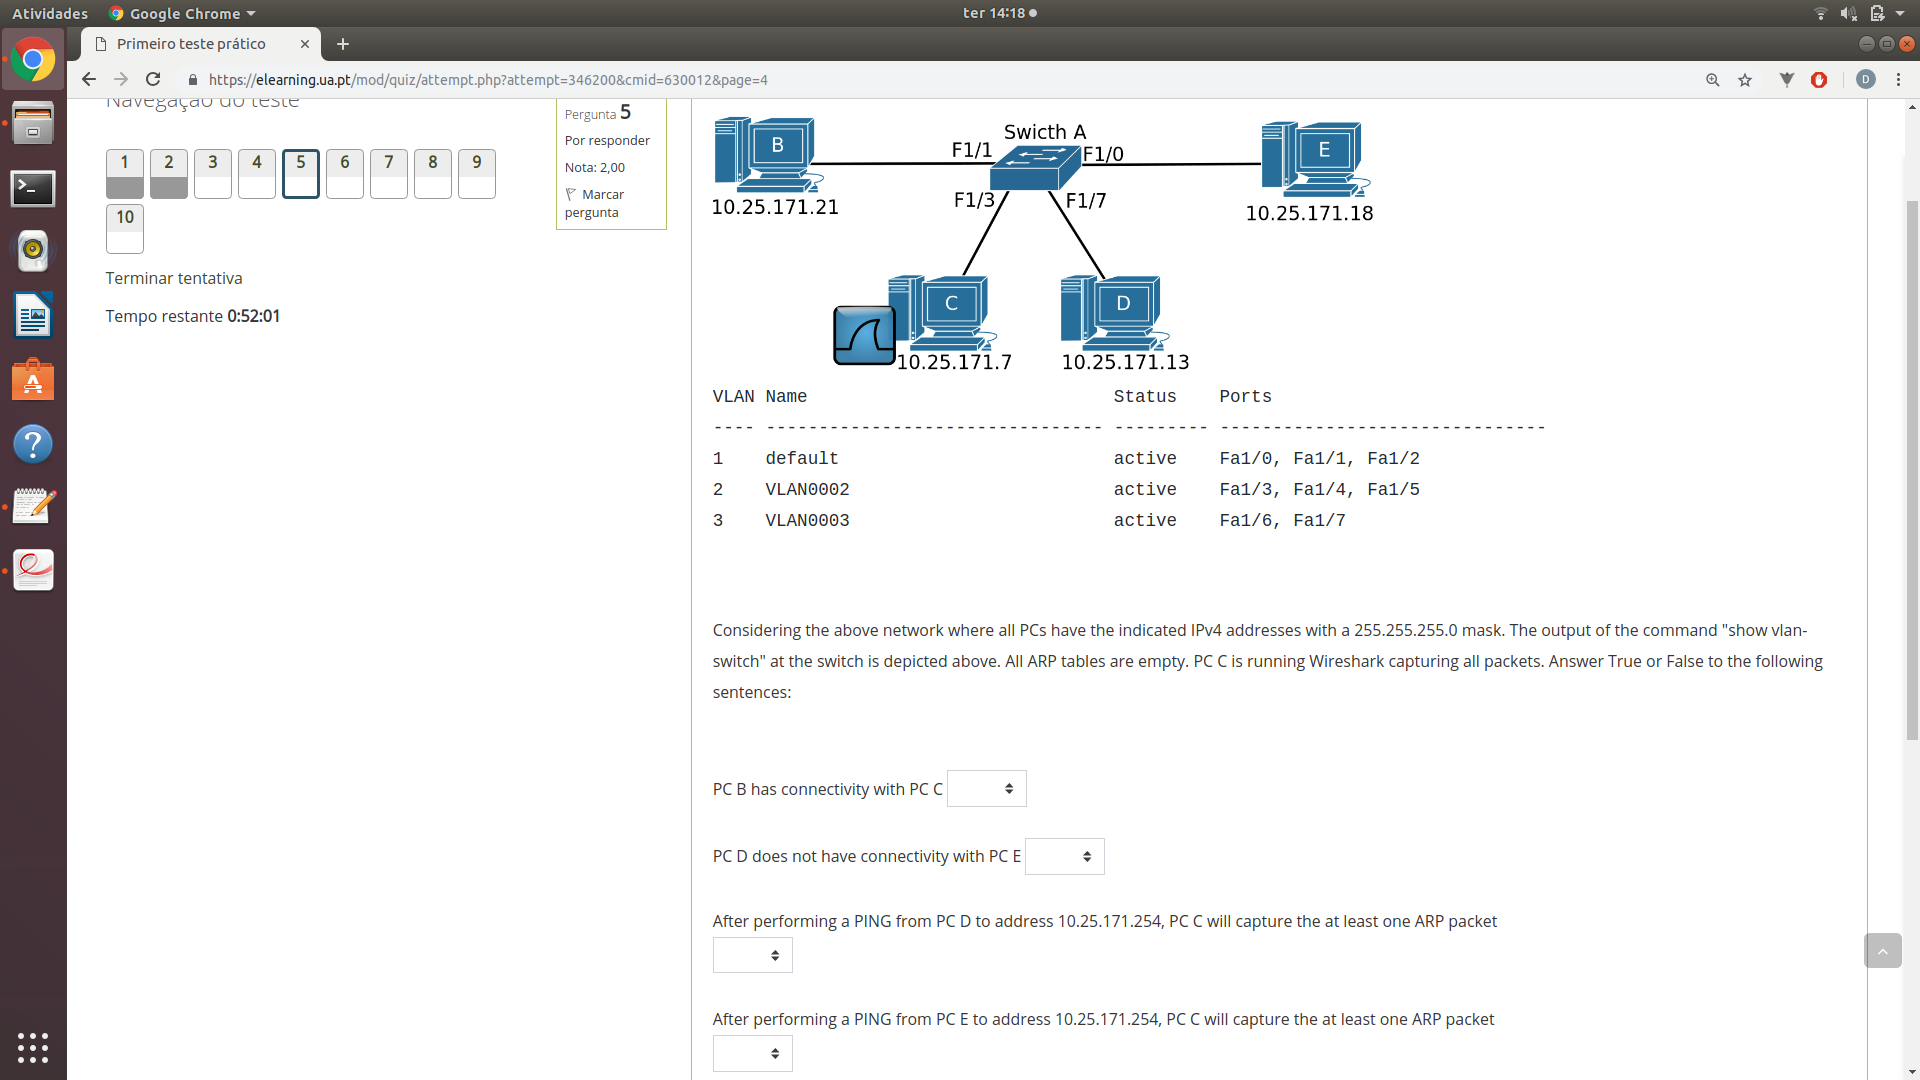 Atividades Google Chrome ter 14:18
Primeiro teste prático
https://elearning.ua.pt/mod/quiz/attempt.php?attempt=346200&cmid=630012&page=4
D
Navegação do teste
1 2 3 4 5 6 7 8 9
10
Terminar tentativa
Tempo restante 0:52:01
Pergunta 5
Por responder
Nota: 2,00
Marcar
pergunta
Swicth A
B F1/1 F1/0 E
F1/3 F1/7
10.25.171.21 10.25.171.18
C D
10.25.171.7 10.25.171.13
VLAN Name Status Ports
---- -------------------------------- --------- -------------------------------
1 default active Fa1/0, Fa1/1, Fa1/2
2 VLAN0002 active Fa1/3, Fa1/4, Fa1/5
3 VLAN0003 active Fa1/6, Fa1/7
Considering the above network where all PCs have the indicated IPv4 addresses with a 255.255.255.0 mask. The output of the command "show vlan-
switch" at the switch is depicted above. All ARP tables are empty. PC C is running Wireshark capturing all packets. Answer True or False to the following
sentences:
PC B has connectivity with PC C
PC D does not have connectivity with PC E
After performing a PING from PC D to address 10.25.171.254, PC C will capture the at least one ARP packet
After performing a PING from PC E to address 10.25.171.254, PC C will capture the at least one ARP packet